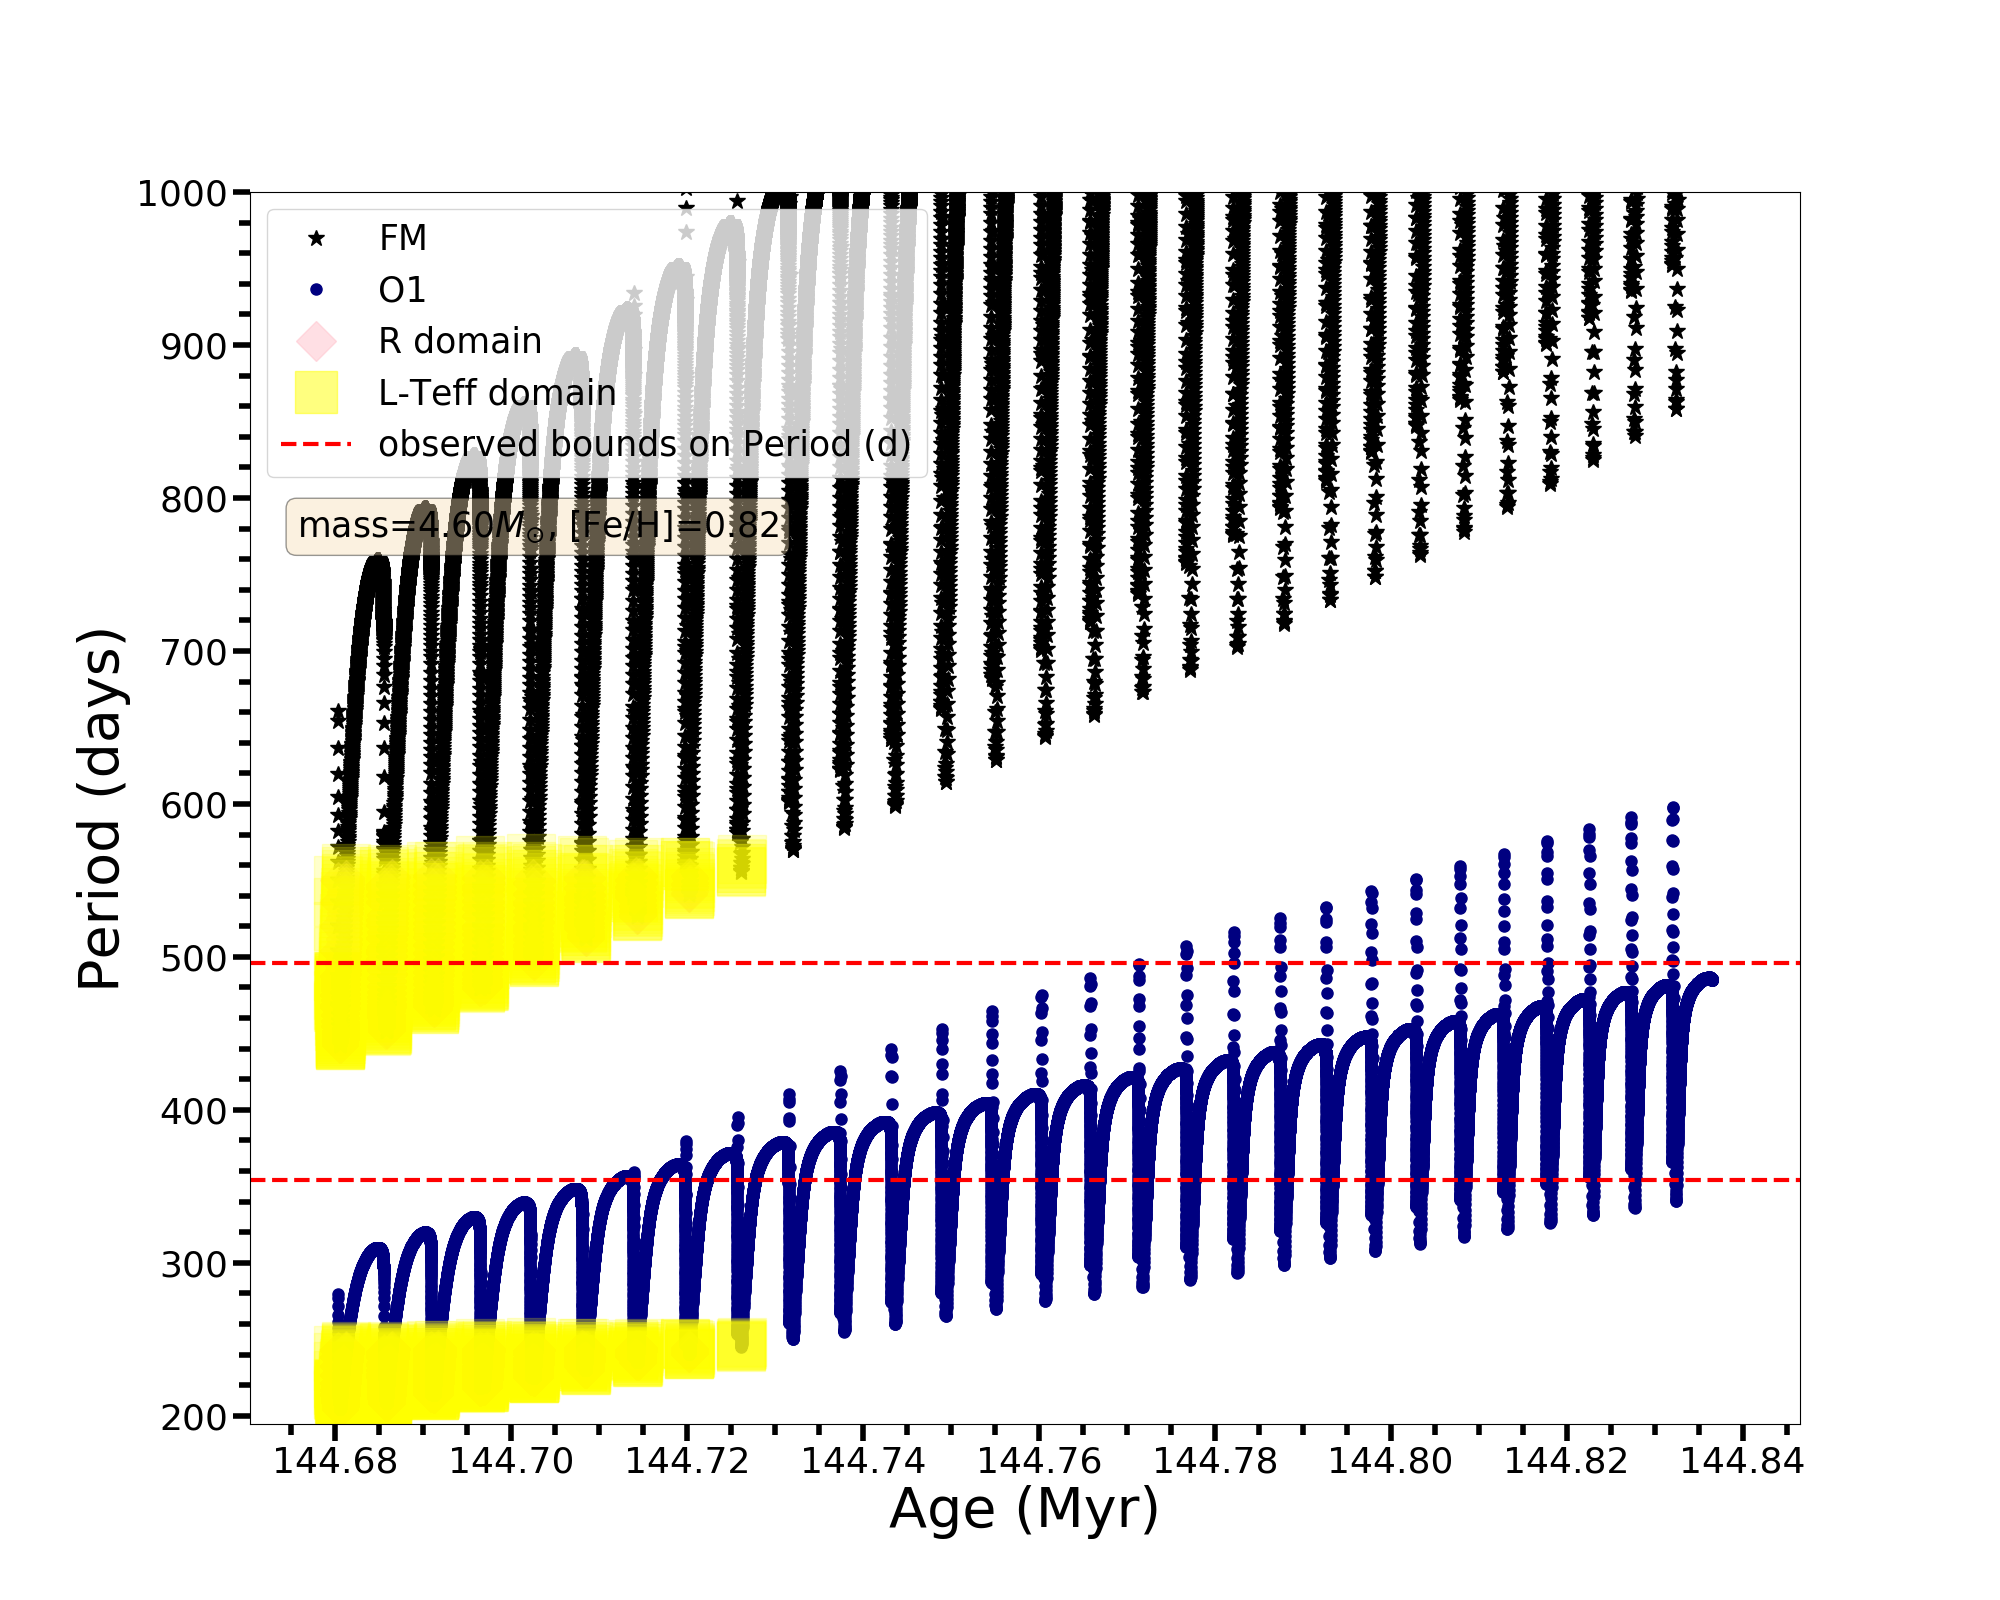 1000
900
800
700
600
500
400
300
200
Period (days)
FM
O1
R domain
L-Teff domain
observed bounds on Period (d)
mass=4.60M⊙, [Fe/H]=0.82
144.68 144.70 144.72 144.74 144.76 144.78 144.80 144.82 144.84
Age (Myr)